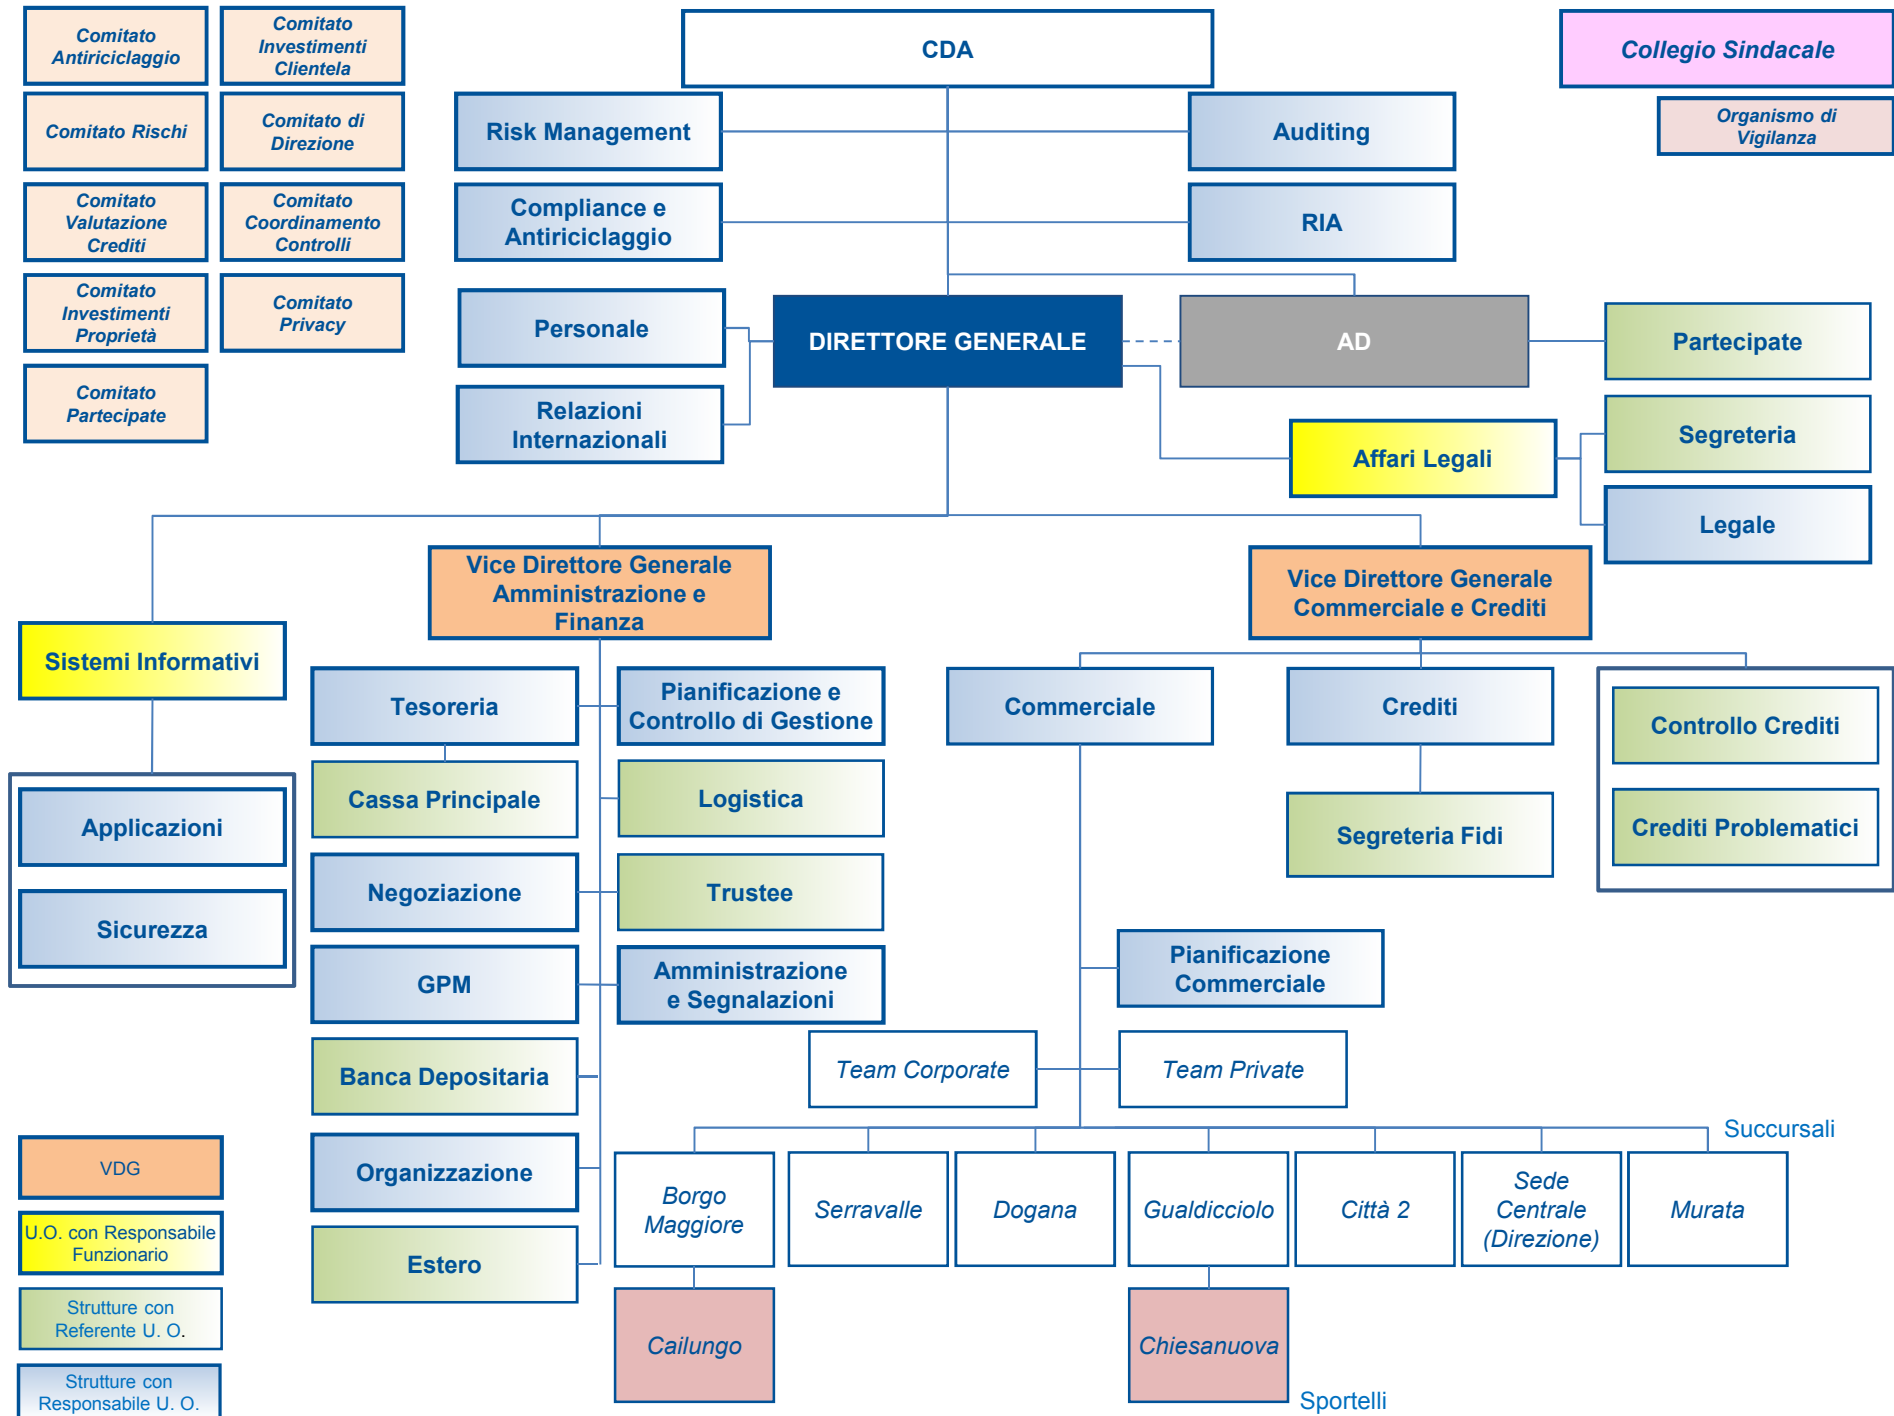 Comitato
Antiriciclaggio
Comitato
Investimenti
Clientela
CDA
Collegio Sindacale
Comitato Rischi
Comitato di
Direzione
Risk Management
Auditing
Organismo di
Vigilanza
Comitato
Valutazione
Crediti
Comitato
Coordinamento
Controlli
Compliance e
Antiriciclaggio
RIA
Comitato
Investimenti
Proprietà
Comitato
Privacy
Personale
DIRETTORE GENERALE
AD
Partecipate
Comitato
Partecipate
Relazioni
Internazionali
Affari Legali
Segreteria
Legale
Vice Direttore Generale
Amministrazione e
Finanza
Vice Direttore Generale
Commerciale e Crediti
Sistemi Informativi
Tesoreria
Pianificazione e
Controllo di Gestione
Commerciale
Crediti
Controllo Crediti
Applicazioni
Cassa Principale
Logistica
Segreteria Fidi
Crediti Problematici
Sicurezza
Negoziazione
Trustee
GPM
Amministrazione
e Segnalazioni
Pianificazione
Commerciale
Banca Depositaria
Team Corporate
Team Private
Succursali
VDG
Organizzazione
Borgo
Maggiore
Serravalle
Dogana
Gualdicciolo
Città 2
Sede
Centrale
(Direzione)
Murata
U.O. con Responsabile
Funzionario
Estero
Strutture con
Referente U. O.
Cailungo
Chiesanuova
Strutture con
Responsabile U. O.
Sportelli